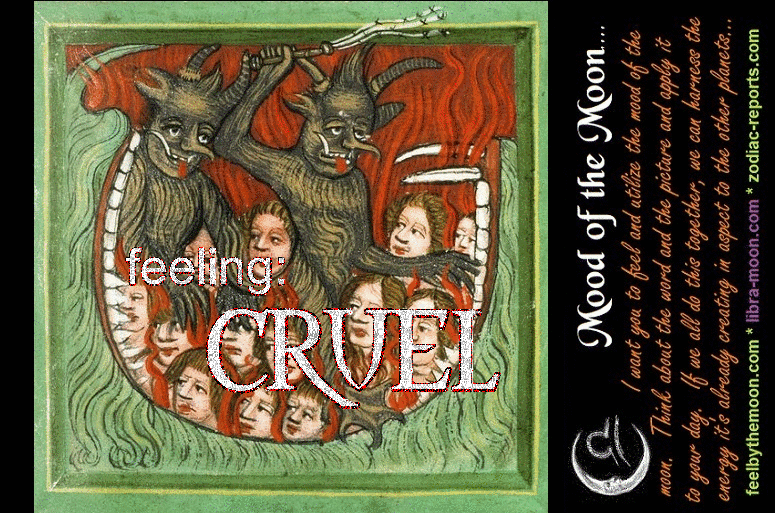 feeling:
CRUEL
Mood of the Moon....
I want you to feel and utilize the mood of the
moon. Think about the word and the picture and apply it
to your day. If we all do this together, we can harness the
energy it's already creating in aspect to the other planets...
feelbythemoon.com * libra-moon.com * zodiac-reports.com